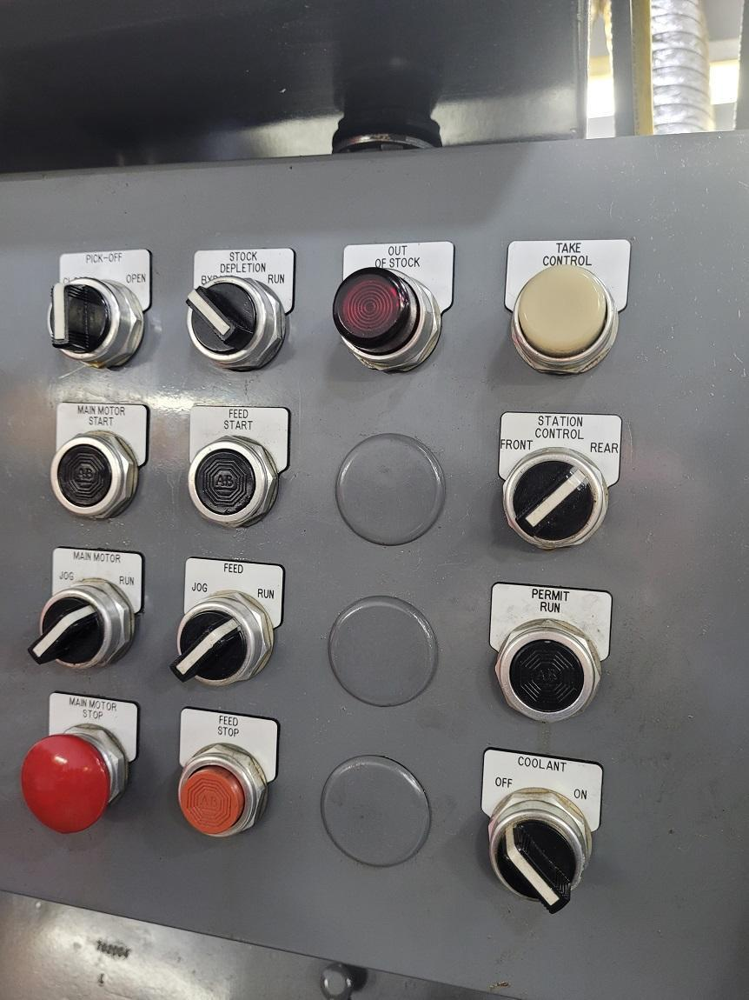 PICK-OFF
OPEN
STOCK
DEPLETION
RUN
OUT
OF STOCK
TAKE
CONTROL
MAIN MOTOR
START
AB
FEED
START
AB
STATION
CONTROL
FRONT REAR
MAIN MOTOR
JOG RUN
FEED
JOG RUN
PERMIT
RUN
AB
MAIN MOTOR
STOP
FEED
STOP
AB
COOLANT
OFF ON